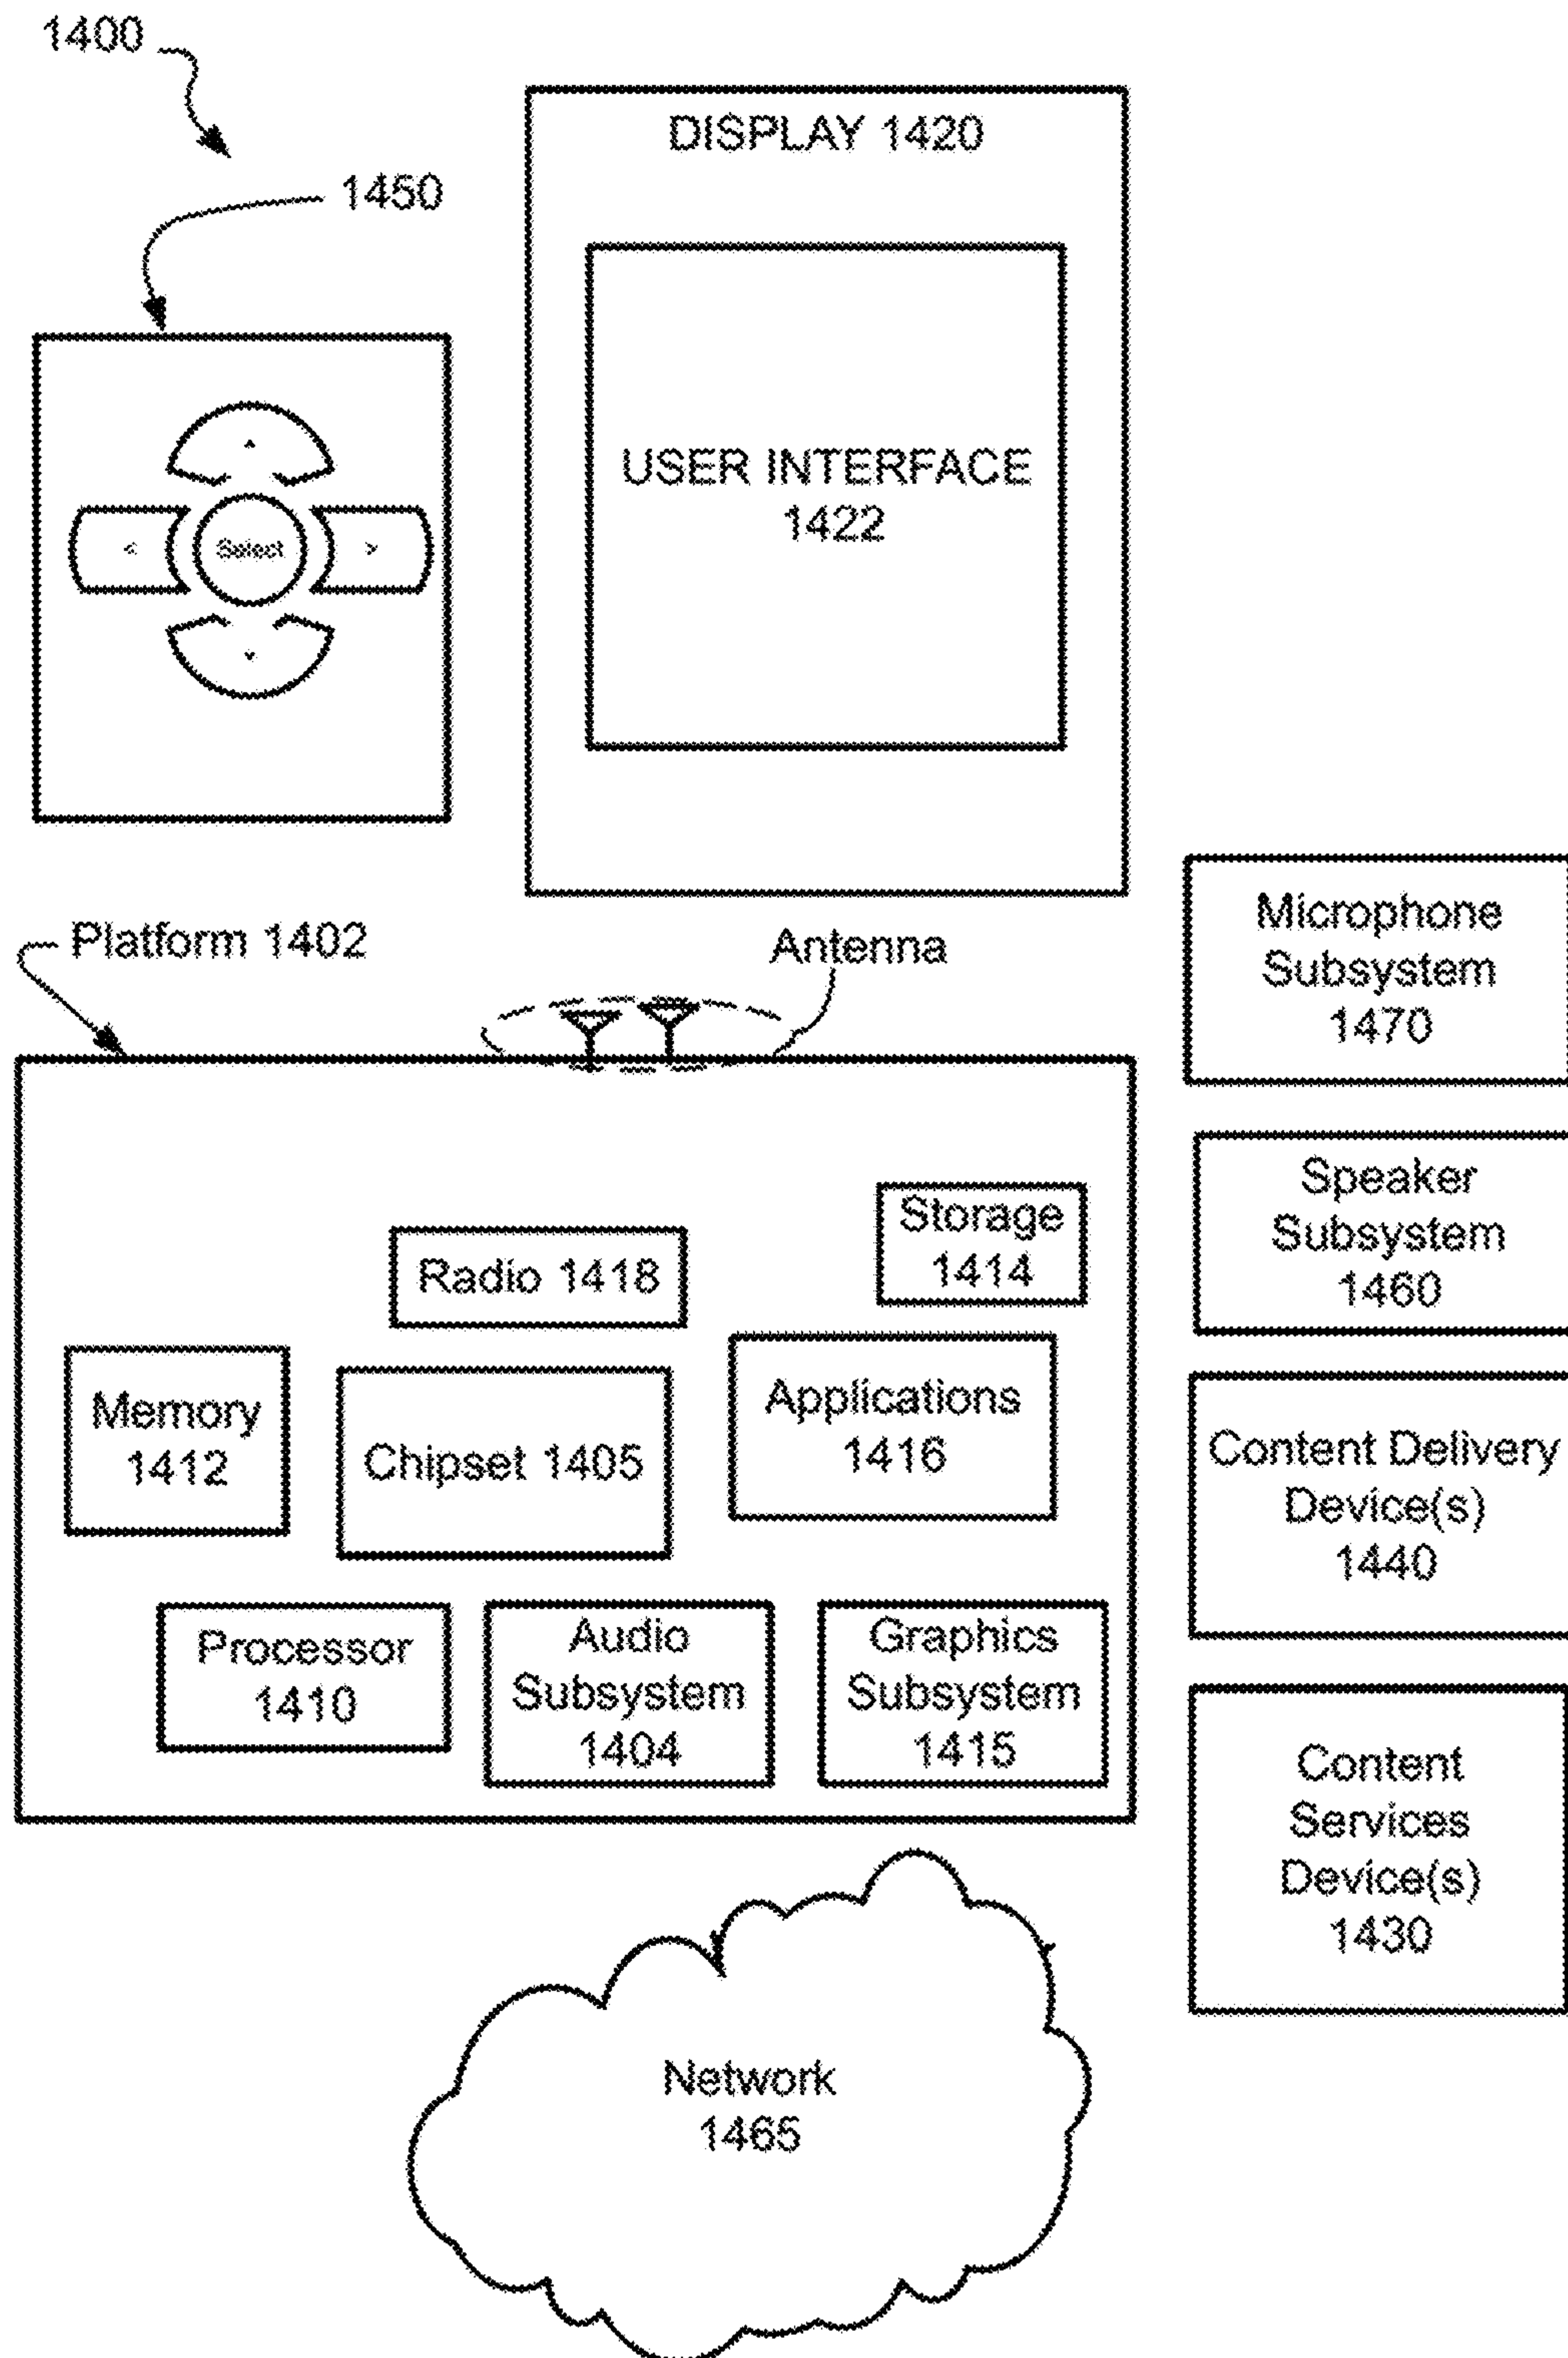 1400
1450
DISPLAY 1420
USER INTERFACE
1422
^
<
Select
>
v
Platform 1402
Antenna
Microphone
Subsystem
1470
Speaker
Subsystem
1460
Storage
1414
Radio 1418
Memory
1412
Chipset 1405
Applications
1416
Content Delivery
Device(s)
1440
Processor
1410
Audio
Subsystem
1404
Graphics
Subsystem
1415
Content
Services
Device(s)
1430
Network
1465